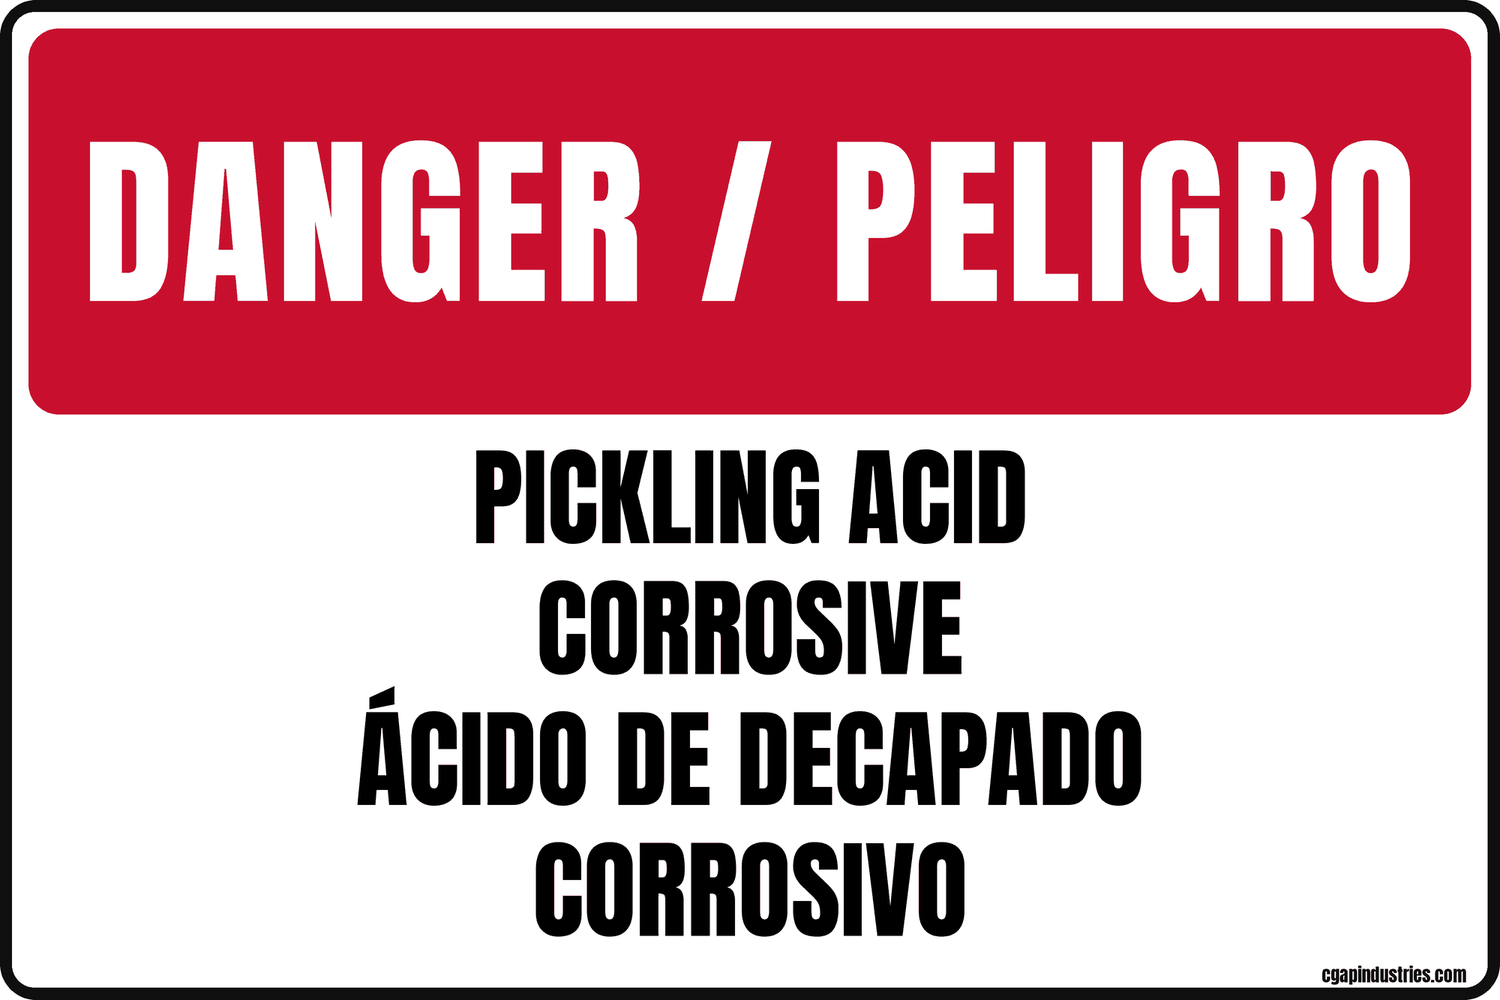 DANGER / PELIGRO
PICKLING ACID
CORROSIVE
ÁCIDO DE DECAPADO
CORROSIVO
cgapindustries.com